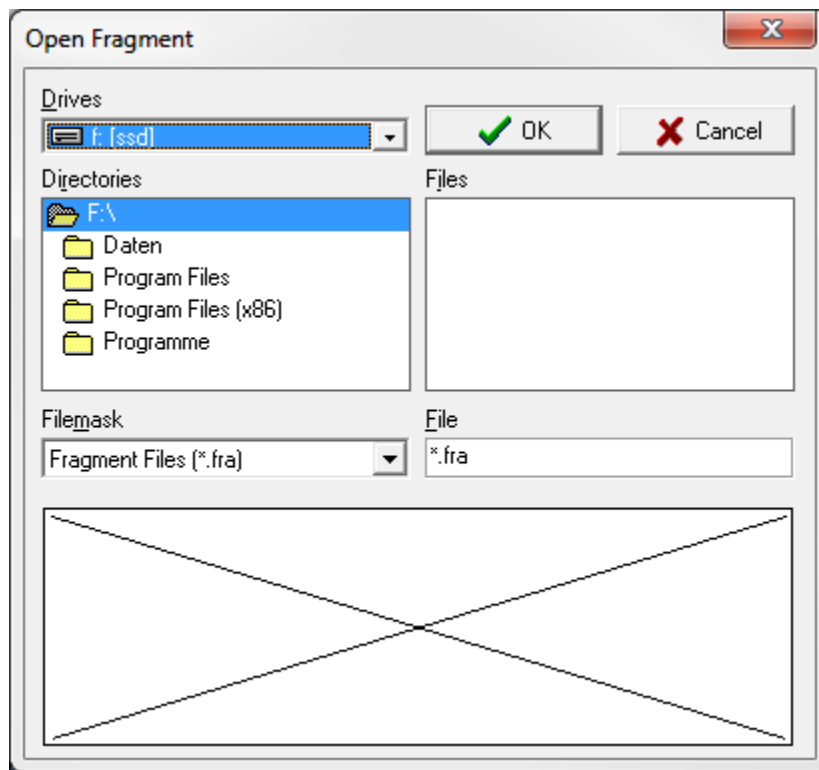 Open Fragment
Drives
f: [ssd]
OK
Cancel
Directories
Files
F:\
Daten
Program Files
Program Files (x86)
Programme
Filemask
File
Fragment Files (*.fra)
*.fra